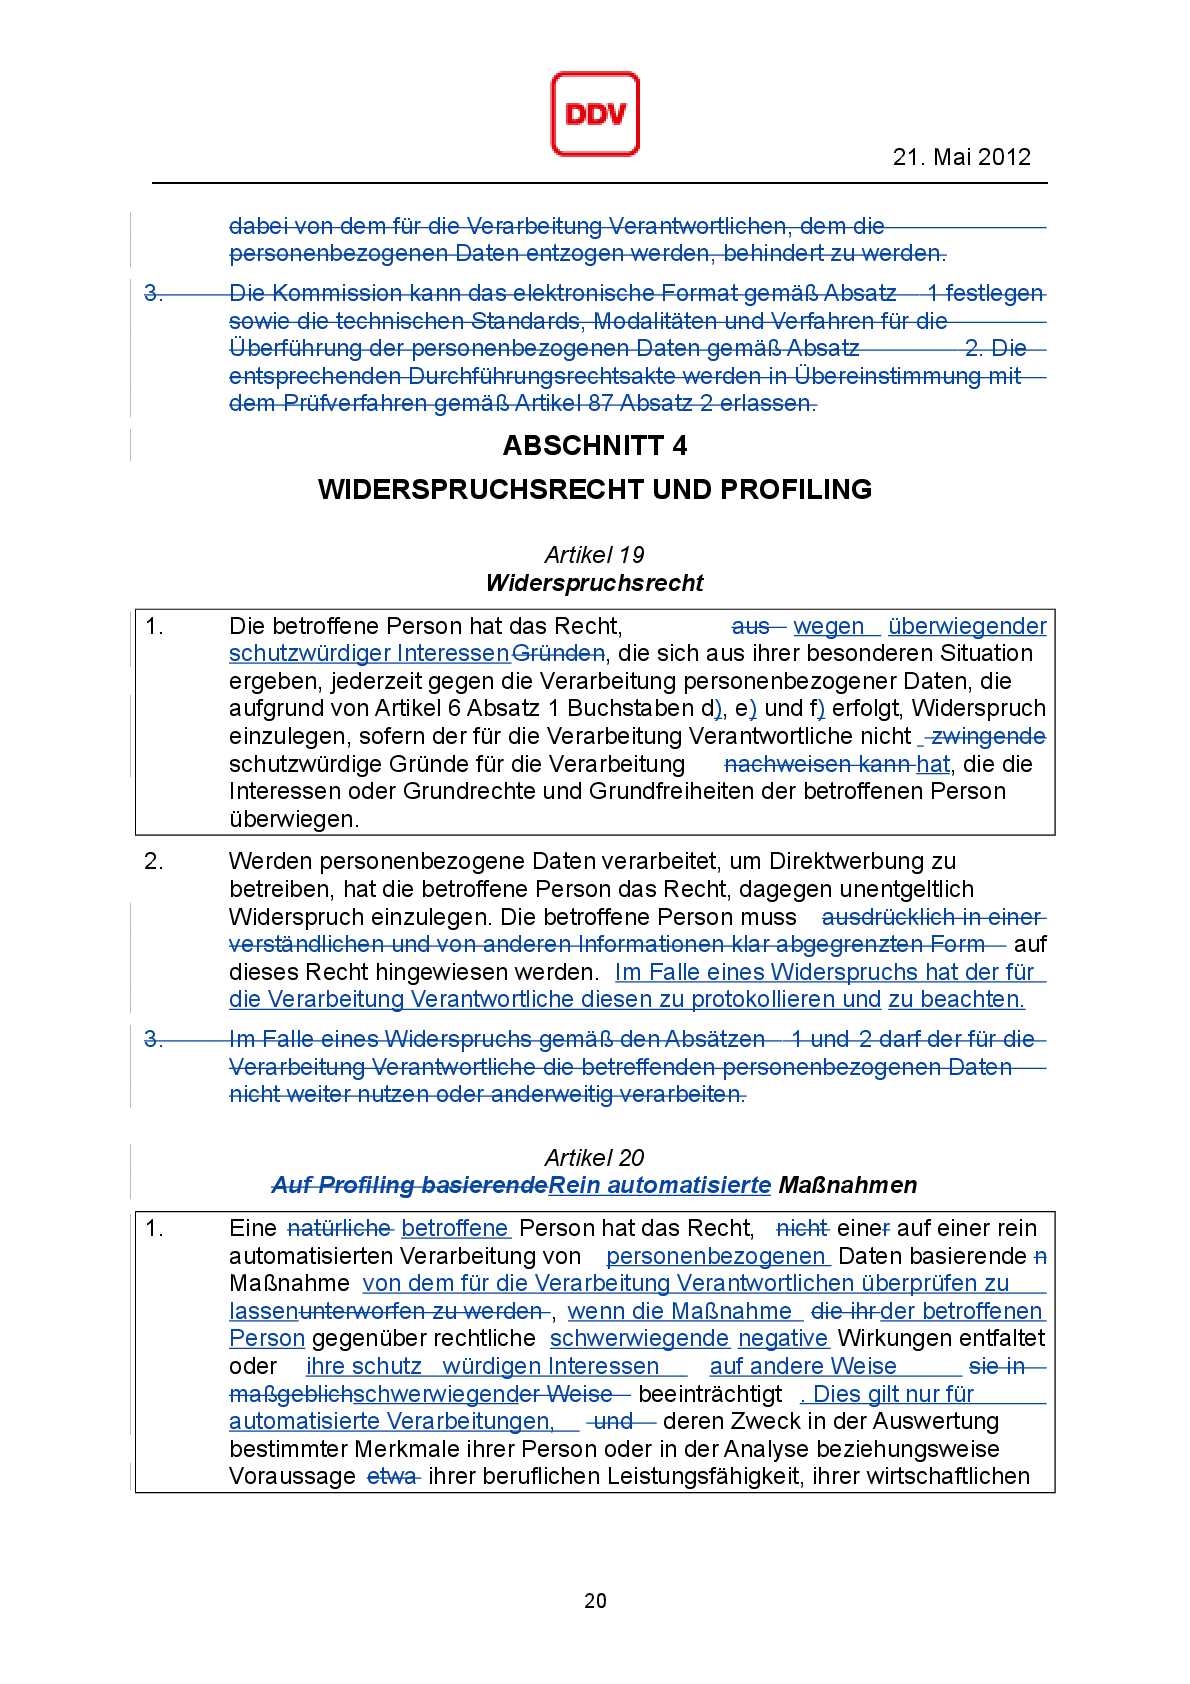 DDV
21. Mai 2012
dabei von dem für die Verarbeitung Verantwortlichen, dem die
personenbezogenen Daten entzogen werden, behindert zu werden.
3. Die Kommission kann das elektronische Format gemäß Absatz 1 festlegen
sowie die technischen Standards, Modalitäten und Verfahren für die
Überführung der personenbezogenen Daten gemäß Absatz 2. Die
entsprechenden Durchführungsrechtsakte werden in Übereinstimmung mit
dem Prüfverfahren gemäß Artikel 87 Absatz 2 erlassen.
ABSCHNITT 4
WIDERSPRUCHSRECHT UND PROFILING
Artikel 19
Widerspruchsrecht
1. Die betroffene Person hat das Recht, aus wegen überwiegender
schutzwürdiger InteressenGründen, die sich aus ihrer besonderen Situation
ergeben, jederzeit gegen die Verarbeitung personenbezogener Daten, die
aufgrund von Artikel 6 Absatz 1 Buchstaben d), e) und f) erfolgt, Widerspruch
einzulegen, sofern der für die Verarbeitung Verantwortliche nicht zwingende
schutzwürdige Gründe für die Verarbeitung nachweisen kann hat, die die
Interessen oder Grundrechte und Grundfreiheiten der betroffenen Person
überwiegen.
2. Werden personenbezogene Daten verarbeitet, um Direktwerbung zu
betreiben, hat die betroffene Person das Recht, dagegen unentgeltlich
Widerspruch einzulegen. Die betroffene Person muss ausdrücklich in einer
verständlichen und von anderen Informationen klar abgegrenzten Form auf
dieses Recht hingewiesen werden. Im Falle eines Widerspruchs hat der für
die Verarbeitung Verantwortliche diesen zu protokollieren und zu beachten.
3. Im Falle eines Widerspruchs gemäß den Absätzen 1 und 2 darf der für die
Verarbeitung Verantwortliche die betreffenden personenbezogenen Daten
nicht weiter nutzen oder anderweitig verarbeiten.
Artikel 20
Auf Profiling basierendeRein automatisierte Maßnahmen
1. Eine natürliche betroffene Person hat das Recht, nicht einer auf einer rein
automatisierten Verarbeitung von personenbezogenen Daten basierende n
Maßnahme von dem für die Verarbeitung Verantwortlichen überprüfen zu
lassenunterworfen zu werden , wenn die Maßnahme die ihrder betroffenen
Person gegenüber rechtliche schwerwiegende negative Wirkungen entfaltet
oder ihre schutz würdigen Interessen auf andere Weise sie in
maßgeblichschwerwiegender Weise beeinträchtigt . Dies gilt nur für
automatisierte Verarbeitungen, und deren Zweck in der Auswertung
bestimmter Merkmale ihrer Person oder in der Analyse beziehungsweise
Voraussage etwa ihrer beruflichen Leistungsfähigkeit, ihrer wirtschaftlichen
20